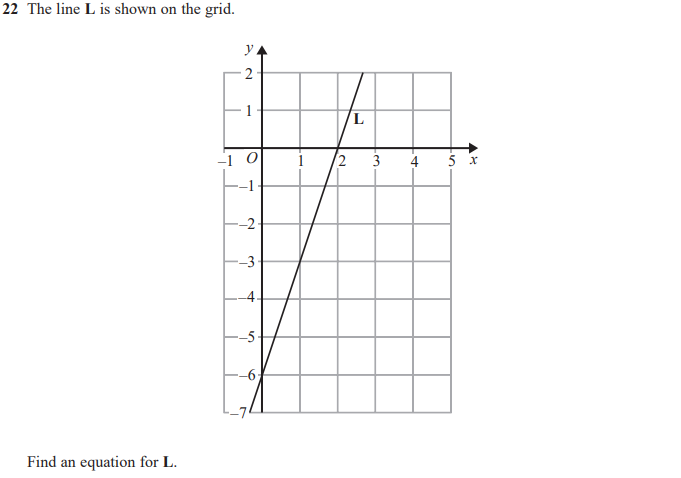 22 The line L is shown on the grid.
y
2
1
L
–1 O 1 2 3 4 5 x
–1
–2
–3
–4
–5
–6
–7
Find an equation for L.